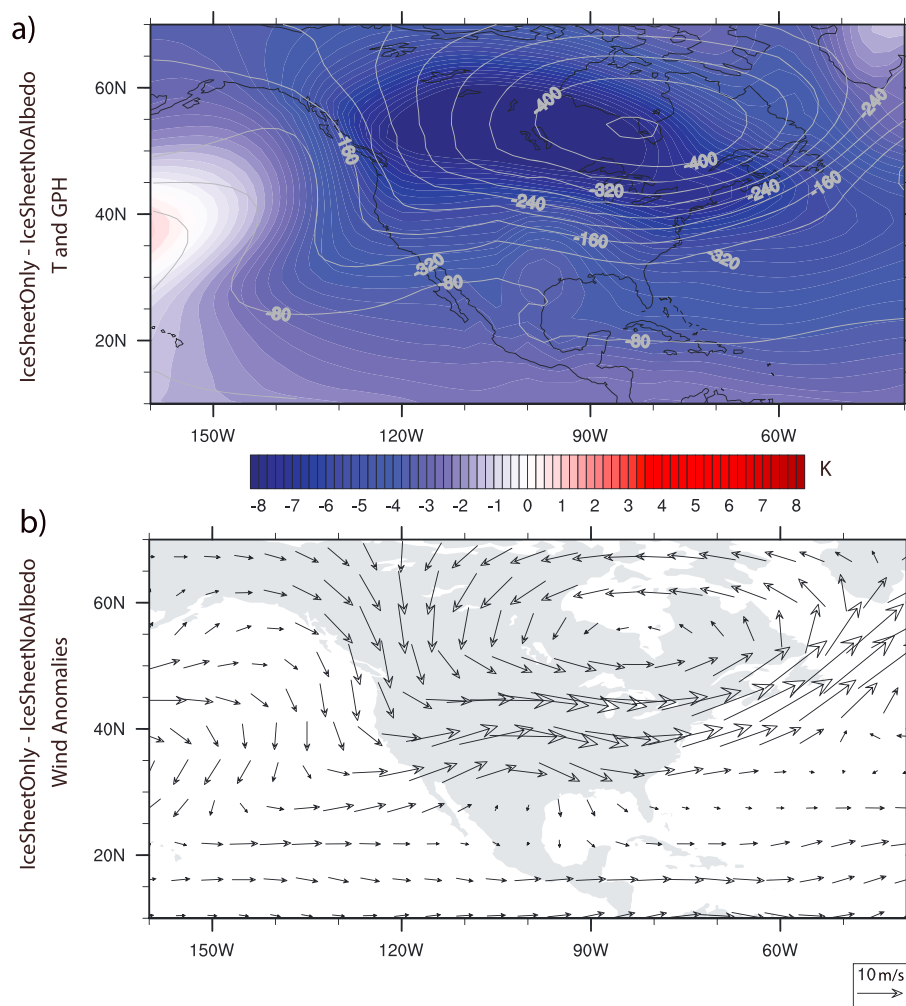 a)
IceSheetOnly - IceSheetNoAlbedo
T and GPH
60N
40N
20N
-400
-240
-160
-400
-320
-240
-160
-240
-160
-320
-320
-80
-80
-80
150W
120W
90W
60W
-8 -7 -6 -5 -4 -3 -2 -1 0 1 2 3 4 5 6 7 8
K
b)
IceSheetOnly - IceSheetNoAlbedo
Wind Anomalies
60N
40N
20N
150W
120W
90W
60W
10 m/s